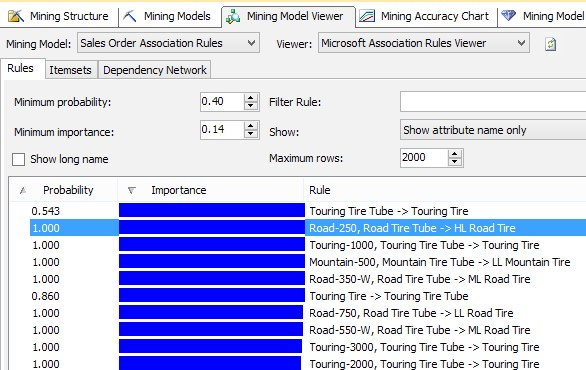 Mining Structure Mining Models Mining Model Viewer Mining Accuracy Chart Mining Model
Mining Model: Sales Order Association Rules Viewer: Microsoft Association Rules Viewer
Rules Itemsets Dependency Network
Minimum probability: 0.40 Filter Rule:
Minimum importance: 0.14 Show: Show attribute name only
Show long name Maximum rows: 2000
Probability Importance Rule
0.543 Touring Tire Tube -> Touring Tire
1.000 Road-250, Road Tire Tube -> HL Road Tire
1.000 Touring-1000, Touring Tire Tube -> Touring Tire
1.000 Mountain-500, Mountain Tire Tube -> LL Mountain Tire
1.000 Road-350-W, Road Tire Tube -> ML Road Tire
0.860 Touring Tire -> Touring Tire Tube
1.000 Road-750, Road Tire Tube -> LL Road Tire
1.000 Road-550-W, Road Tire Tube -> ML Road Tire
1.000 Touring-3000, Touring Tire Tube -> Touring Tire
1.000 Touring-2000, Touring Tire Tube -> Touring Tire